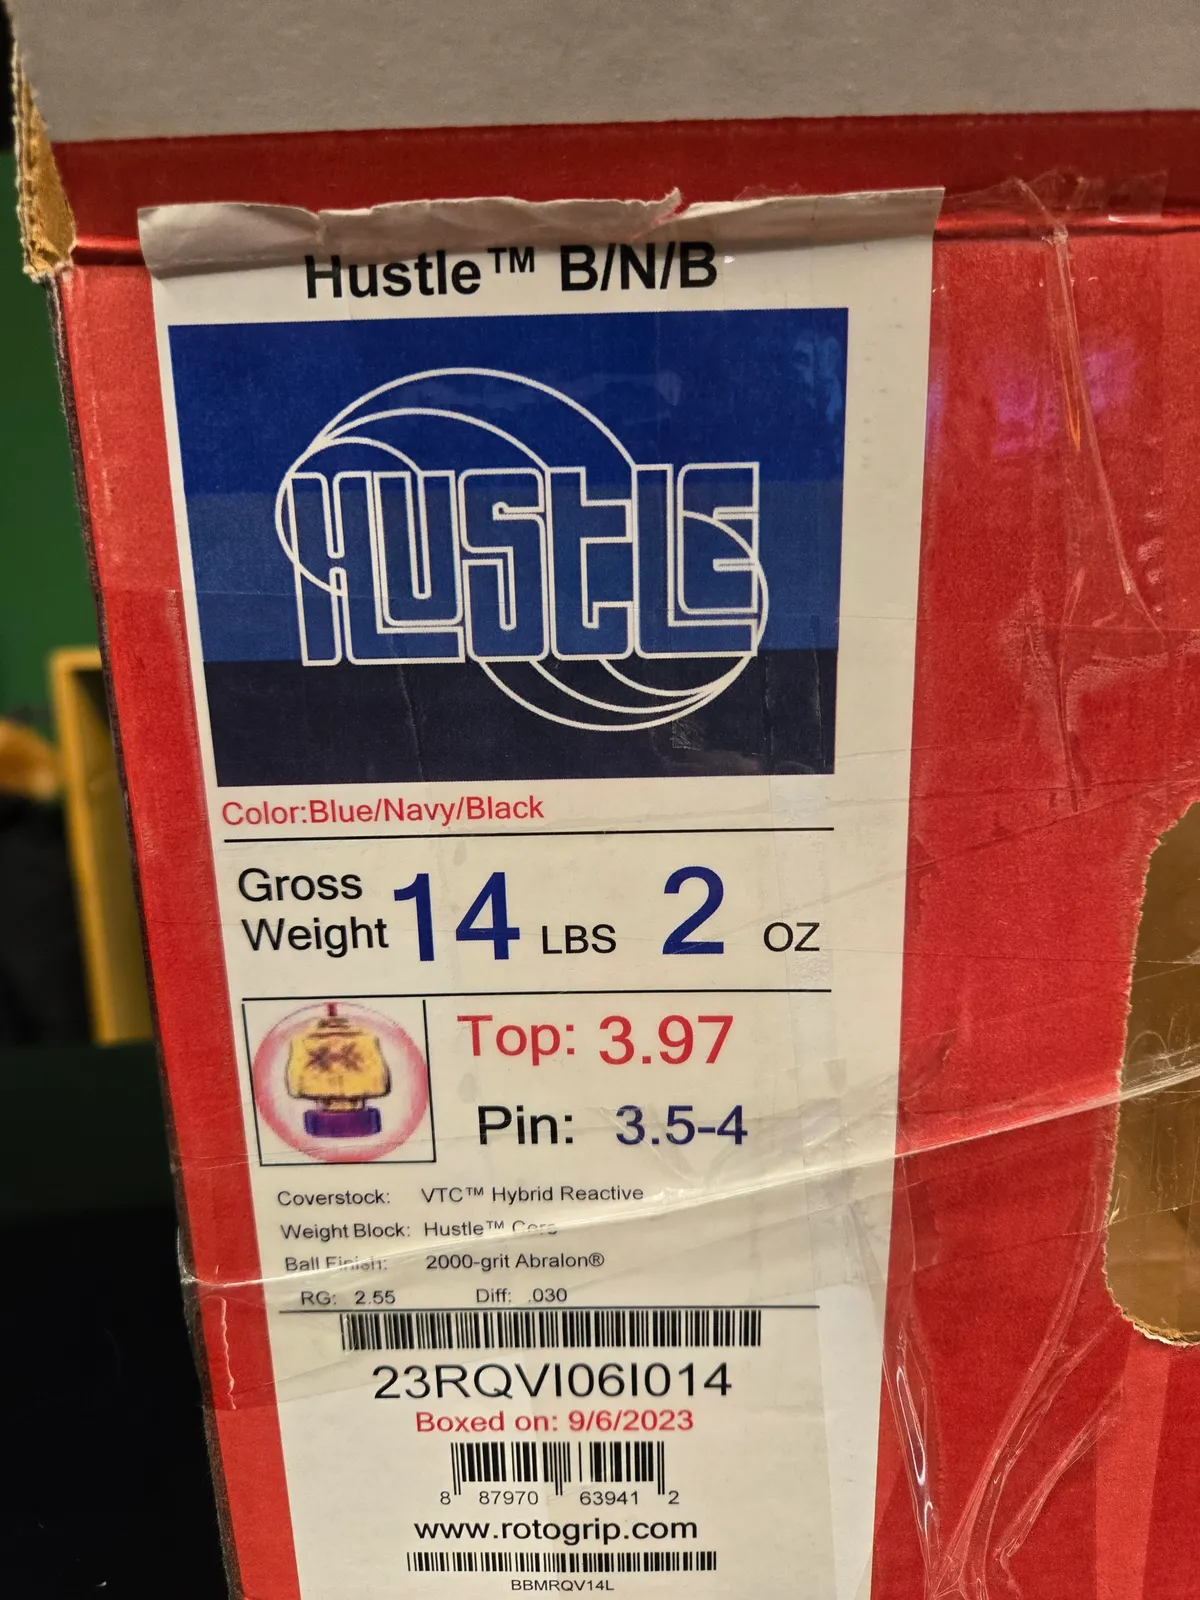 Hustle™ B/N/B
HUSTLE
Color:Blue/Navy/Black
Gross
Weight 14 LBS 2 OZ
Top: 3.97
Pin: 3.5-4
Coverstock: VTC™ Hybrid Reactive
Weight Block: Hustle™ Core
Ball Finish: 2000-grit Abralon®
RG: 2.55 Diff: .030
23RQVI06I014
Boxed on: 9/6/2023
8 87970 63941 2
www.rotogrip.com
BBMRQV14L